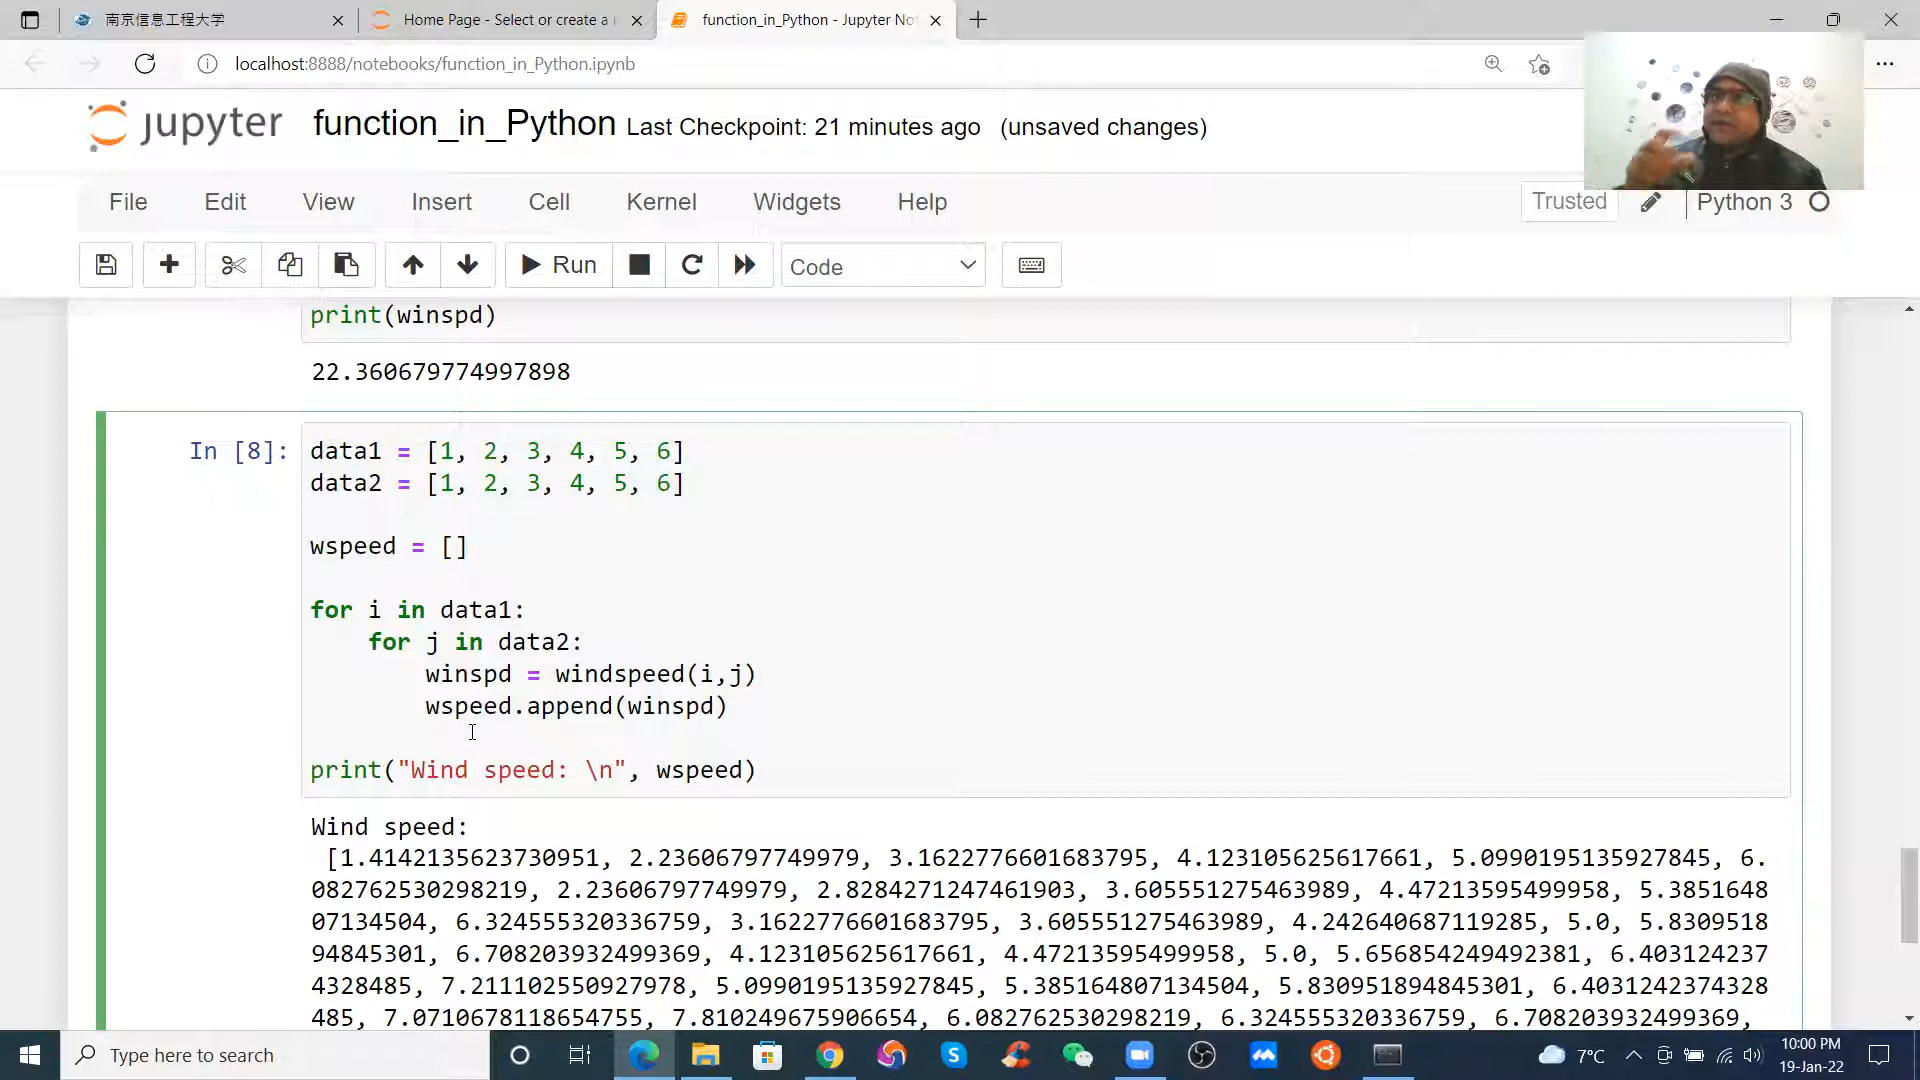 南京信息工程大学
Home Page - Select or create a
function_in_Python - Jupyter No
localhost:8888/notebooks/function_in_Python.ipynb
jupyter function_in_Python Last Checkpoint: 21 minutes ago (unsaved changes)
File Edit View Insert Cell Kernel Widgets Help Trusted Python 3
Run Code
print(winspd)
22.360679774997898
In [8]: data1 = [1, 2, 3, 4, 5, 6]
data2 = [1, 2, 3, 4, 5, 6]
wspeed = []
for i in data1:
for j in data2:
winspd = windspeed(i,j)
wspeed.append(winspd)
print("Wind speed: \n", wspeed)
Wind speed:
[1.4142135623730951, 2.23606797749979, 3.1622776601683795, 4.123105625617661, 5.0990195135927845, 6.
082762530298219, 2.23606797749979, 2.8284271247461903, 3.605551275463989, 4.47213595499958, 5.3851648
07134504, 6.324555320336759, 3.1622776601683795, 3.605551275463989, 4.242640687119285, 5.0, 5.8309518
94845301, 6.708203932499369, 4.123105625617661, 4.47213595499958, 5.0, 5.656854249492381, 6.403124237
4328485, 7.211102550927978, 5.0990195135927845, 5.385164807134504, 5.830951894845301, 6.4031242374328
485, 7.0710678118654755, 7.810249675906654, 6.082762530298219, 6.324555320336759, 6.708203932499369,
Type here to search
7°C
10:00 PM
19-Jan-22